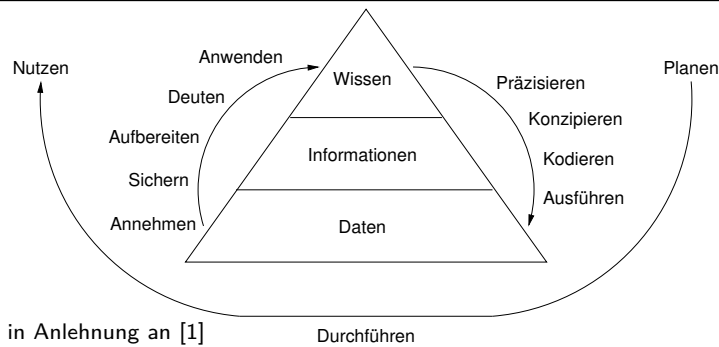 Anwenden
Nutzen
Wissen
Planen
Präzisieren
Deuten
Konzipieren
Aufbereiten
Informationen
Kodieren
Sichern
Ausführen
Annehmen
Daten
in Anlehnung an [1]
Durchführen